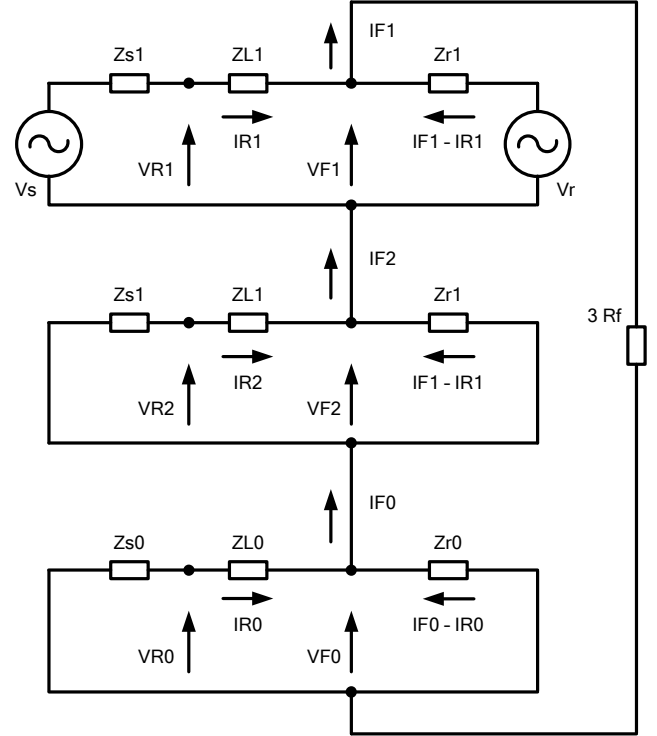 IF1
Zs1 ZL1 Zr1
IR1 IF1 - IR1
VR1 VF1
Vs Vr
IF2
Zs1 ZL1 Zr1
3 Rf
IR2 IF1 - IR1
VR2 VF2
IF0
Zs0 ZL0 Zr0
IR0 IF0 - IR0
VR0 VF0